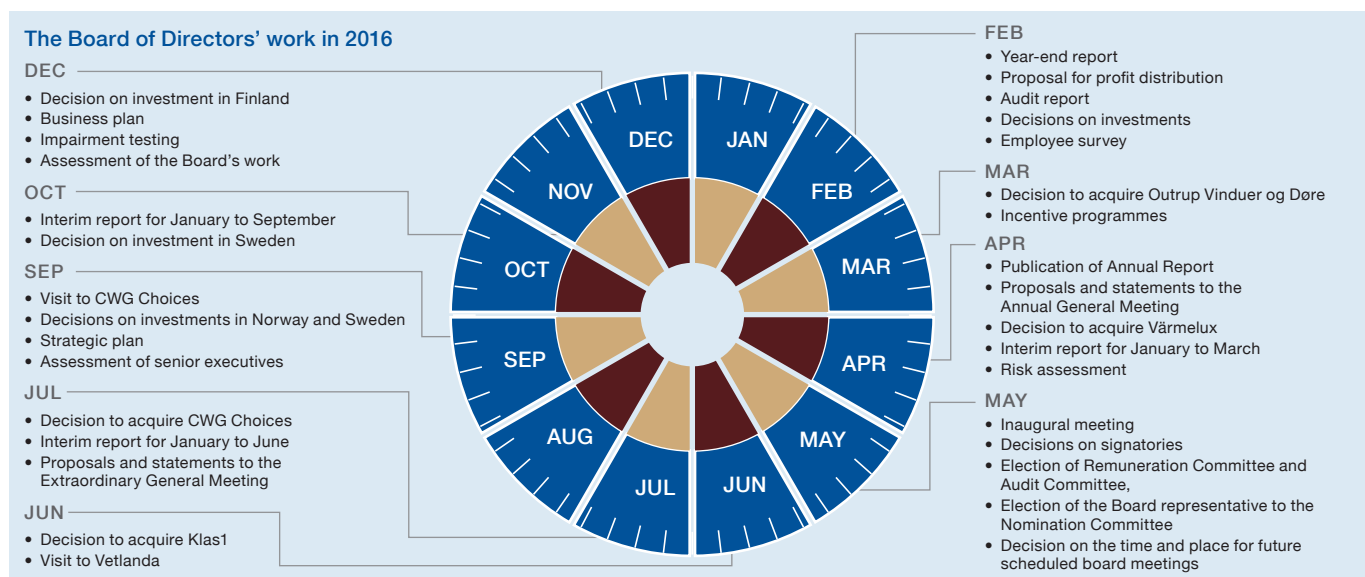 The Board of Directors’ work in 2016
DEC
• Decision on investment in Finland
• Business plan
• Impairment testing
• Assessment of the Board’s work
OCT
• Interim report for January to September
• Decision on investment in Sweden
SEP
• Visit to CWG Choices
• Decisions on investments in Norway and Sweden
• Strategic plan
• Assessment of senior executives
JUL
• Decision to acquire CWG Choices
• Interim report for January to June
• Proposals and statements to the
Extraordinary General Meeting
JUN
• Decision to acquire Klas1
• Visit to Vetlanda
JAN
FEB
MAR
APR
MAY
JUN
JUL
AUG
SEP
OCT
NOV
DEC
FEB
• Year-end report
• Proposal for profit distribution
• Audit report
• Decisions on investments
• Employee survey
MAR
• Decision to acquire Outrup Vinduer og Døre
• Incentive programmes
APR
• Publication of Annual Report
• Proposals and statements to the
Annual General Meeting
• Decision to acquire Värmelux
• Interim report for January to March
• Risk assessment
MAY
• Inaugural meeting
• Decisions on signatories
• Election of Remuneration Committee and
Audit Committee,
• Election of the Board representative to the
Nomination Committee
• Decision on the time and place for future
scheduled board meetings